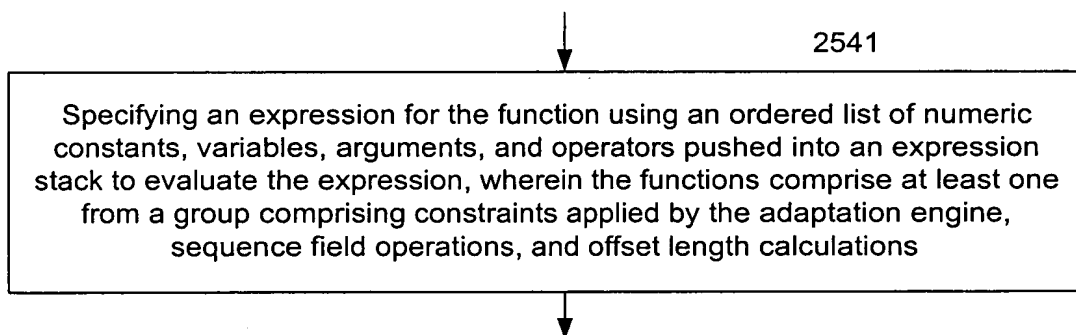 2541
Specifying an expression for the function using an ordered list of numeric
constants, variables, arguments, and operators pushed into an expression
stack to evaluate the expression, wherein the functions comprise at least one
from a group comprising constraints applied by the adaptation engine,
sequence field operations, and offset length calculations